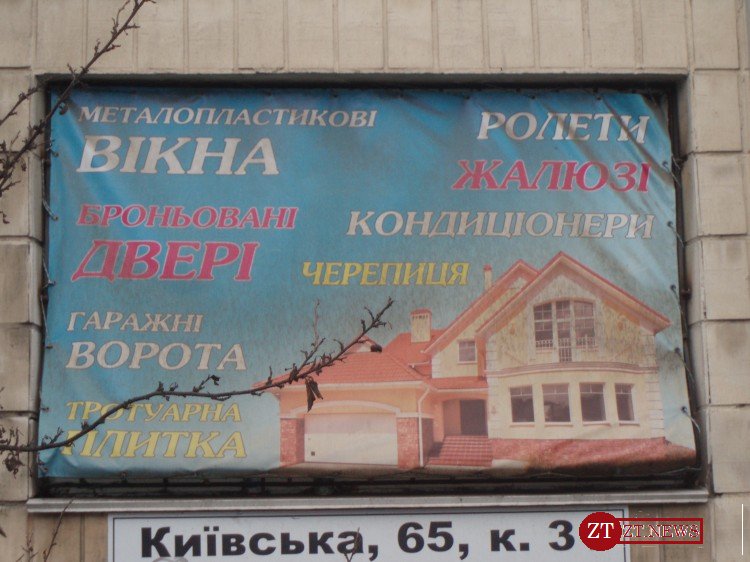 МЕТАЛОПЛАСТИКОВІ
ВІКНА
БРОНЬОВАНІ
ДВЕРІ
ГАРАЖНІ
ВОРОТА
ТРОТУАРНА
ПЛИТКА
РОЛЕТИ
ЖАЛЮЗІ
КОНДИЦІОНЕРИ
ЧЕРЕПИЦЯ
Київська, 65, к. 3
ZT ZT.NEWS